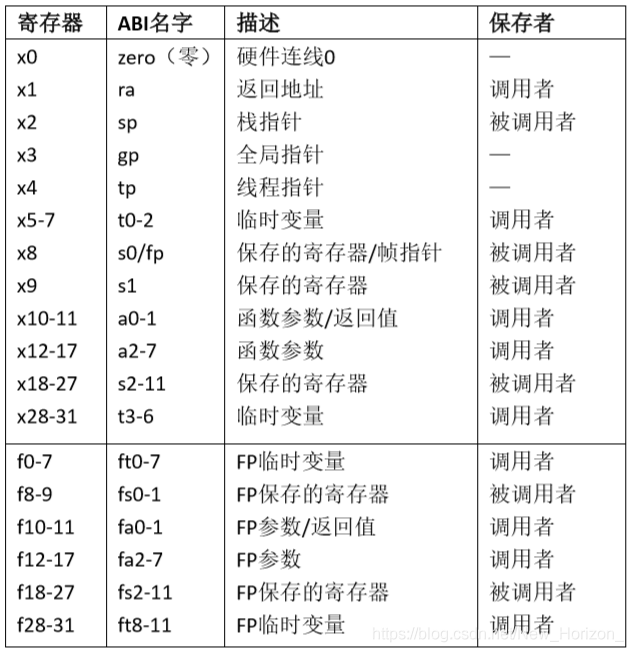 寄存器 ABI名字 描述 保存者
x0 zero（零） 硬件连线0 —
x1 ra 返回地址 调用者
x2 sp 栈指针 被调用者
x3 gp 全局指针 —
x4 tp 线程指针 —
x5-7 t0-2 临时变量 调用者
x8 s0/fp 保存的寄存器/帧指针 被调用者
x9 s1 保存的寄存器 被调用者
x10-11 a0-1 函数参数/返回值 调用者
x12-17 a2-7 函数参数 调用者
x18-27 s2-11 保存的寄存器 被调用者
x28-31 t3-6 临时变量 调用者
f0-7 ft0-7 FP临时变量 调用者
f8-9 fs0-1 FP保存的寄存器 被调用者
f10-11 fa0-1 FP参数/返回值 调用者
f12-17 fa2-7 FP参数 调用者
f18-27 fs2-11 FP保存的寄存器 被调用者
f28-31 ft8-11 FP临时变量 调用者
https://blog.csdn.net/New_Horizon_